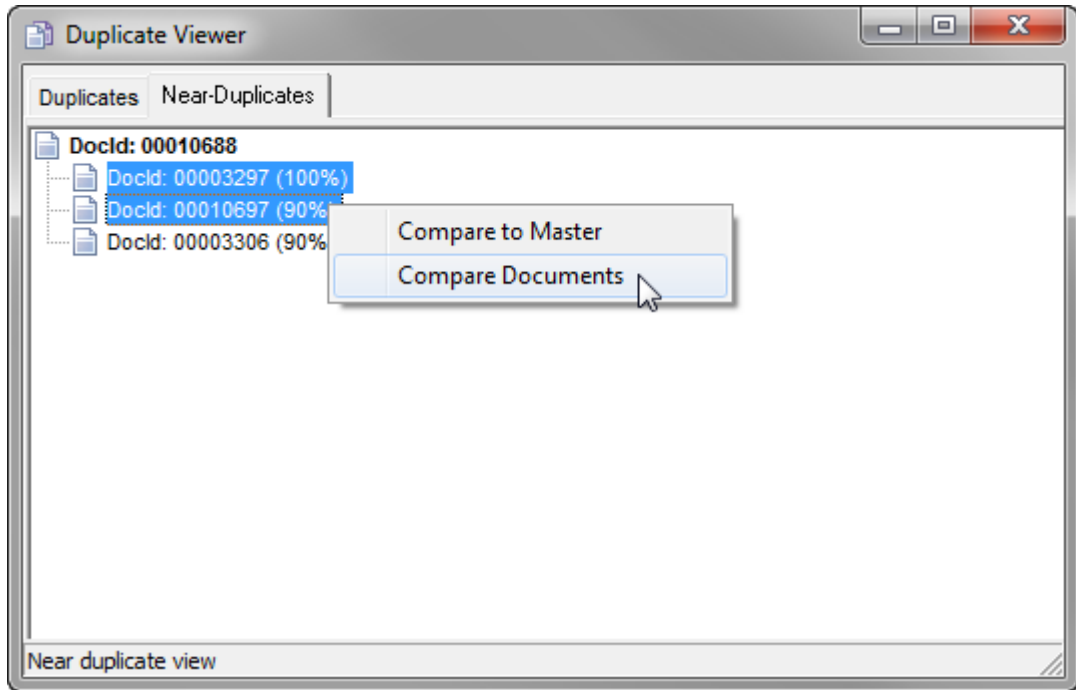 Duplicate Viewer
Duplicates Near-Duplicates
DocId: 00010688
DocId: 00003297 (100%)
DocId: 00010697 (90%
DocId: 00003306 (90%
Compare to Master
Compare Documents
Near duplicate view